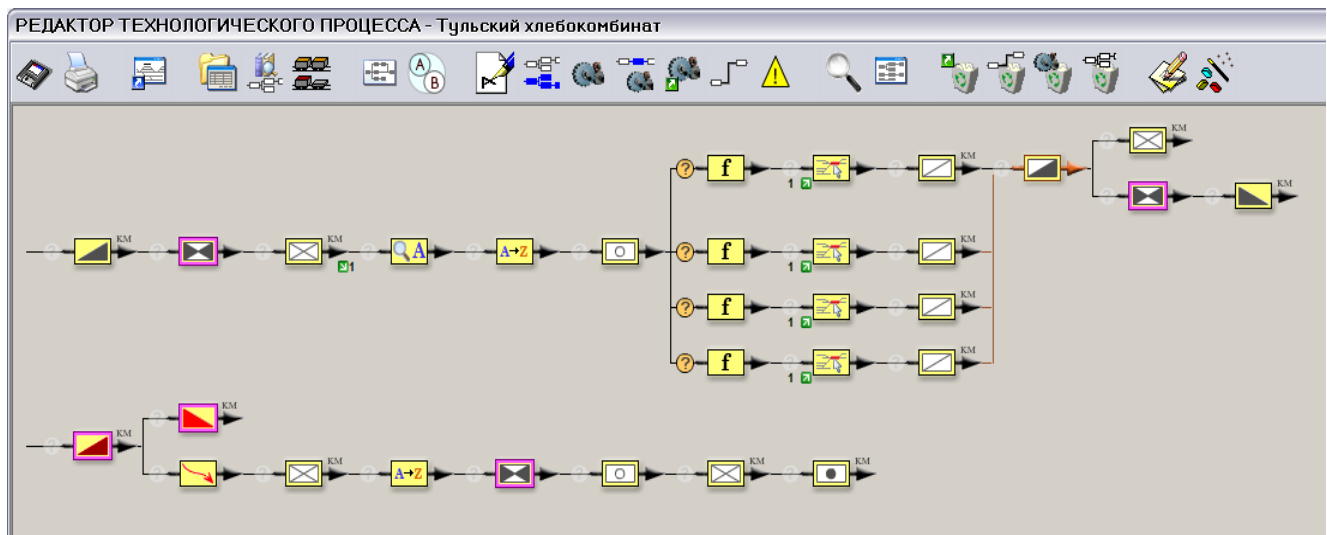 РЕДАКТОР ТЕХНОЛОГИЧЕСКОГО ПРОЦЕССА - Тульский хлебокомбинат
A
B
КМ
? f 1 КМ КМ
КМ КМ A A→Z ? f 1 КМ
1
? f 1 КМ
? f 1 КМ
КМ КМ
КМ A→Z КМ КМ